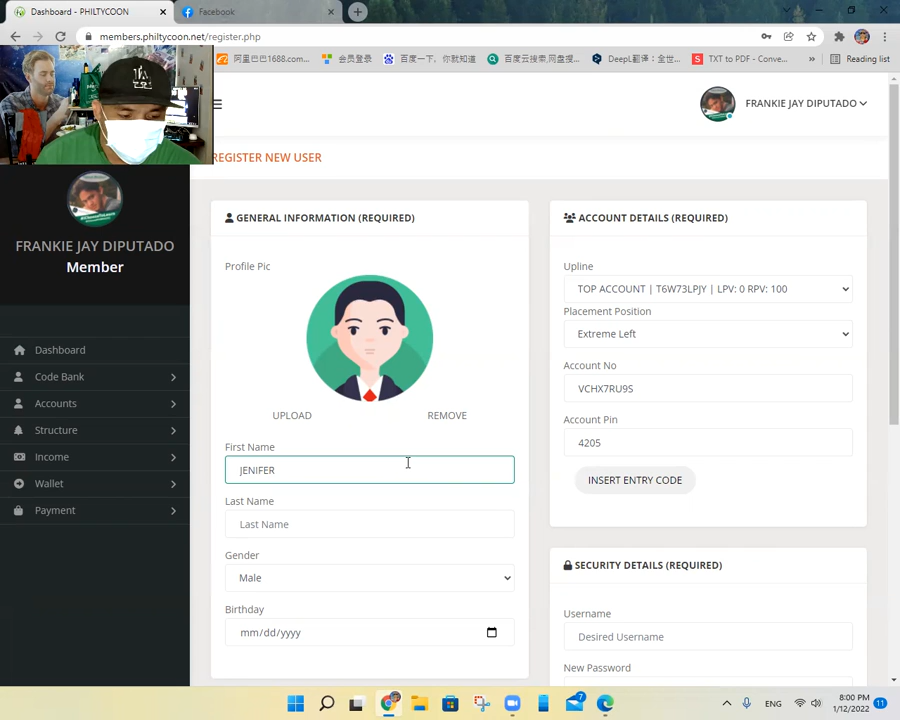 Dashboard - PHILTYCOON
Facebook
members.philtycoon.net/register.php
阿里巴巴1688.com...
会员登录
百度一下，你就知道
百度云搜索,网盘搜...
DeepL翻译：全世...
TXT to PDF - Conve...
»
Reading list
FRANKIE JAY DIPUTADO
REGISTER NEW USER
FRANKIE JAY DIPUTADO
Member
Dashboard
Code Bank
Accounts
Structure
Income
Wallet
Payment
GENERAL INFORMATION (REQUIRED)
Profile Pic
UPLOAD
REMOVE
First Name
JENIFER
Last Name
Last Name
Gender
Male
Birthday
mm/dd/yyyy
ACCOUNT DETAILS (REQUIRED)
Upline
TOP ACCOUNT | T6W73LPJY | LPV: 0 RPV: 100
Placement Position
Extreme Left
Account No
VCHX7RU9S
Account Pin
4205
INSERT ENTRY CODE
SECURITY DETAILS (REQUIRED)
Username
Desired Username
New Password
7
ENG
8:00 PM
1/12/2022
11